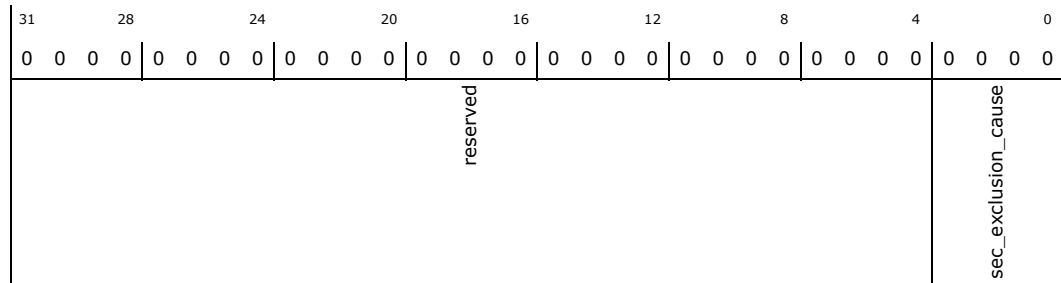 31 28 24 20 16 12 8 4 0
0 0 0 0 0 0 0 0 0 0 0 0 0 0 0 0 0 0 0 0 0 0 0 0 0 0 0 0 0 0 0 0
reserved
sec_exclusion_cause